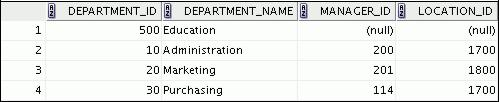 DEPARTMENT_ID DEPARTMENT_NAME MANAGER_ID LOCATION_ID
1 500 Education (null) (null)
2 10 Administration 200 1700
3 20 Marketing 201 1800
4 30 Purchasing 114 1700